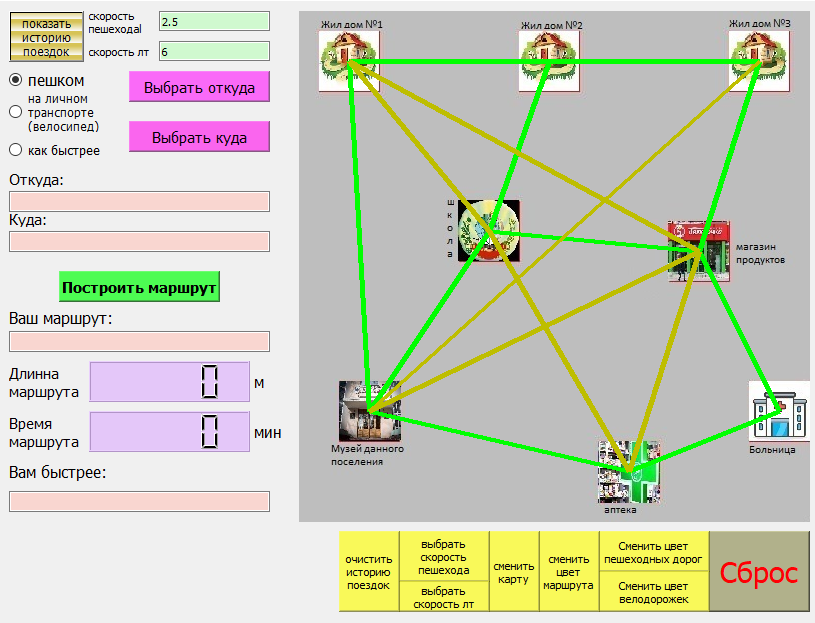 показать
историю
поездок
скорость
пешеходаl
2.5
скорость лт
6
пешком
на личном
транспорте
(велосипед)
как быстрее
Выбрать откуда
Выбрать куда
Откуда:
Куда:
Построить маршрут
Ваш маршрут:
Длинна
маршрута
0
м
Время
маршрута
0
мин
Вам быстрее:
Жил дом №1
Жил дом №2
Жил дом №3
ш
к
о
л
а
магазин
продуктов
Музей данного
поселения
аптека
Больница
очистить
историю
поездок
выбрать
скорость
пешехода
выбрать
скорость лт
сменить
карту
сменить
цвет
маршрута
Сменить цвет
пешеходных дорог
Сменить цвет
велодорожек
Сброс